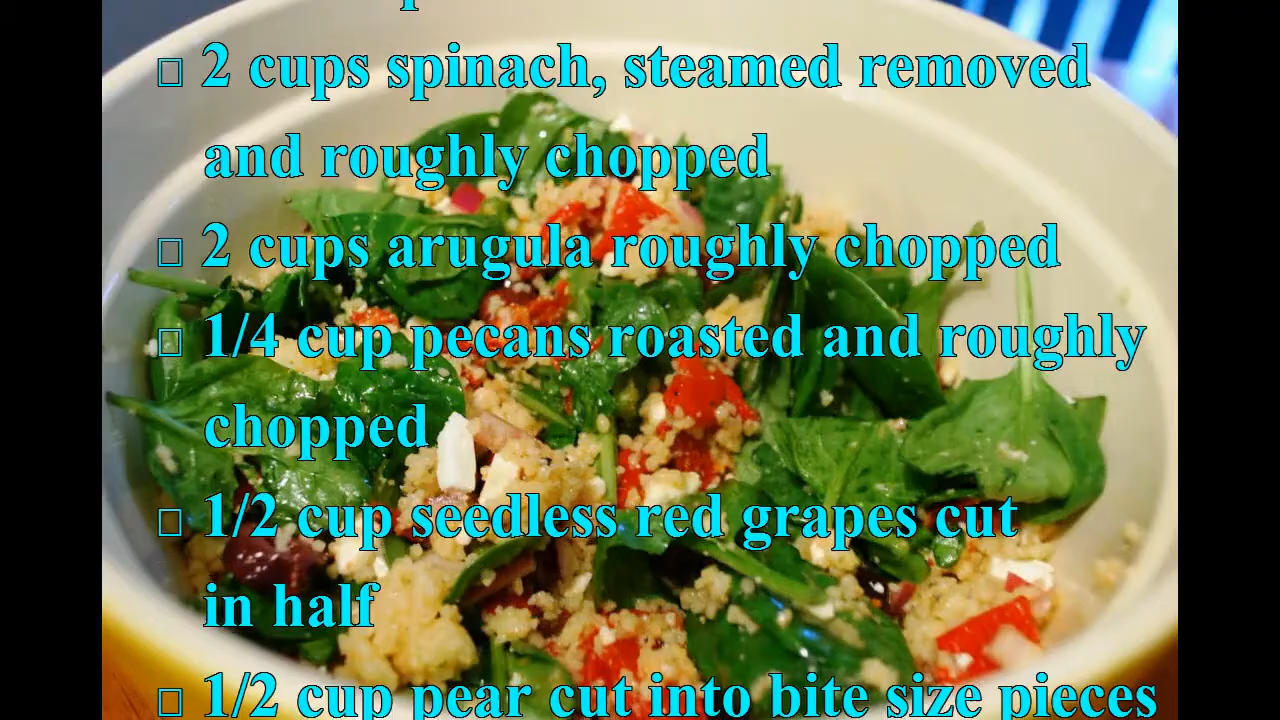 □ 2 cups spinach, steamed removed
and roughly chopped
□ 2 cups arugula roughly chopped
□ 1/4 cup pecans roasted and roughly
chopped
□ 1/2 cup seedless red grapes cut
in half
□ 1/2 cup pear cut into bite size pieces